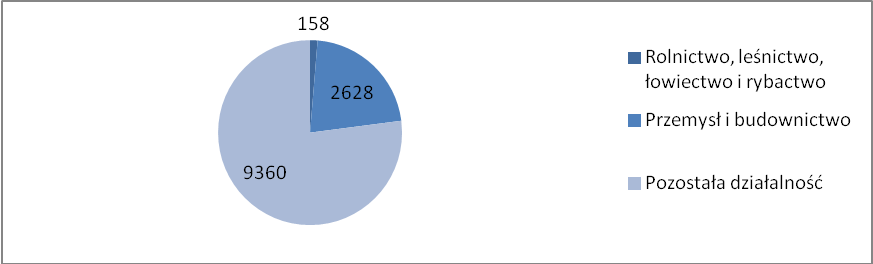 158
2628
9360
Rolnictwo, leśnictwo,
łowiectwo i rybactwo
Przemysł i budownictwo
Pozostała działalność